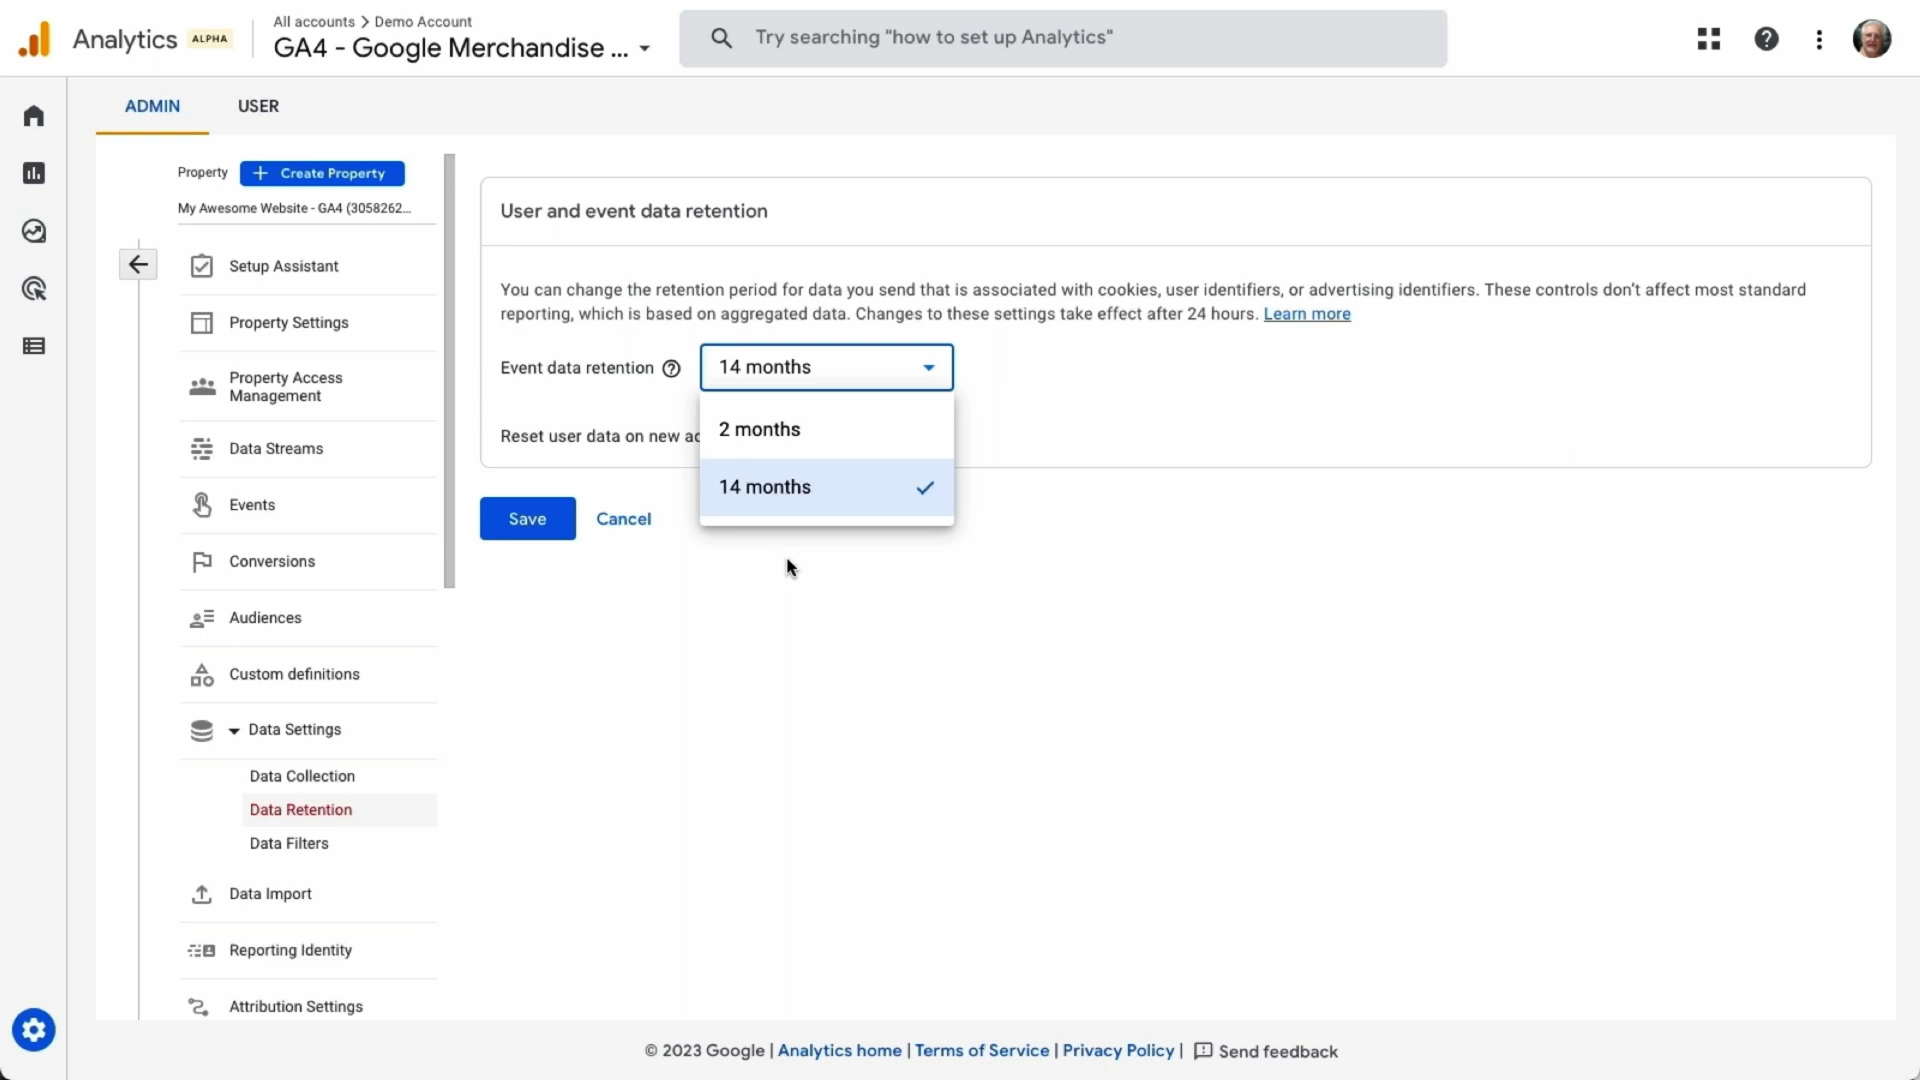 Analytics ALPHA
All accounts > Demo Account
GA4 - Google Merchandise ...
Try searching "how to set up Analytics"
ADMIN
USER
Property
+ Create Property
My Awesome Website - GA4 (3058262...
Setup Assistant
Property Settings
Property Access
Management
Data Streams
Events
Conversions
Audiences
Custom definitions
Data Settings
Data Collection
Data Retention
Data Filters
Data Import
Reporting Identity
Attribution Settings
User and event data retention
You can change the retention period for data you send that is associated with cookies, user identifiers, or advertising identifiers. These controls don't affect most standard
reporting, which is based on aggregated data. Changes to these settings take effect after 24 hours. Learn more
Event data retention
14 months
2 months
14 months
Reset user data on new
Save
Cancel
© 2023 Google | Analytics home | Terms of Service | Privacy Policy | Send feedback